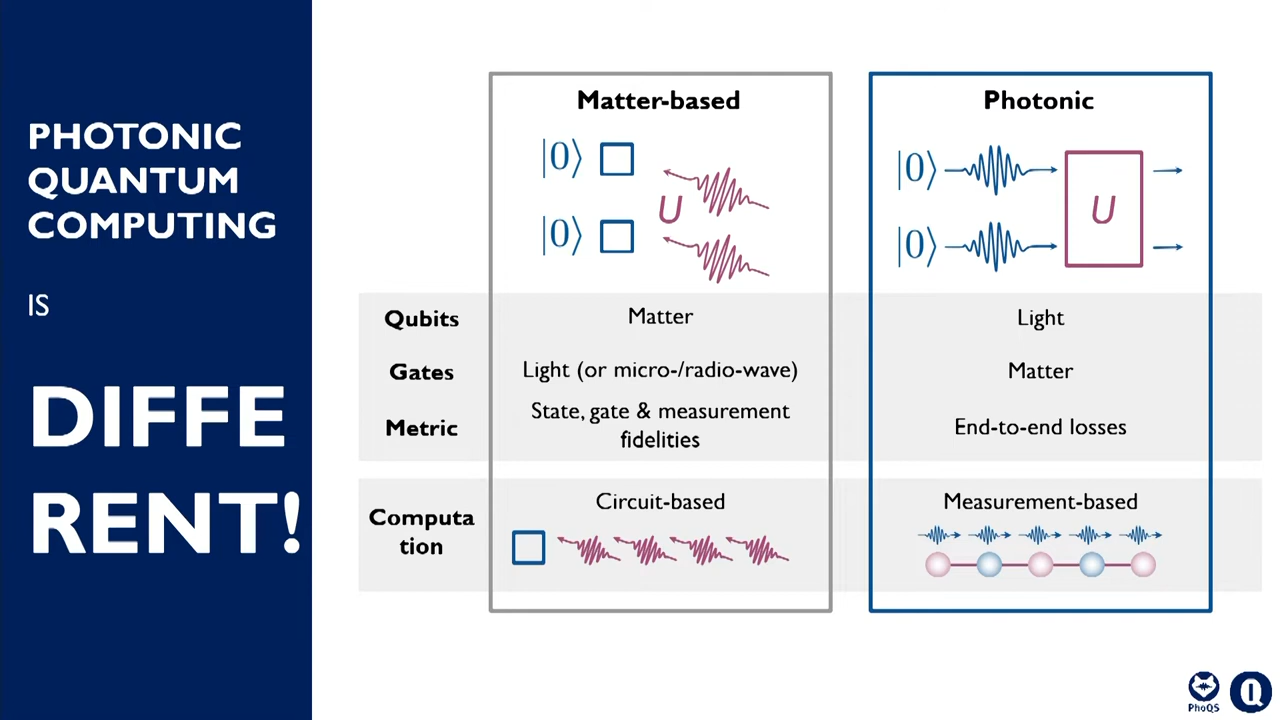 PHOTONIC
QUANTUM
COMPUTING
IS
DIFFE
RENT!
Matter-based
|0⟩
|0⟩
U
Photonic
|0⟩
|0⟩
U
Qubits
Matter
Light
Gates
Light (or micro-/radio-wave)
Matter
Metric
State, gate & measurement
fidelities
End-to-end losses
Computa
tion
Circuit-based
Measurement-based
PhoQS
Q